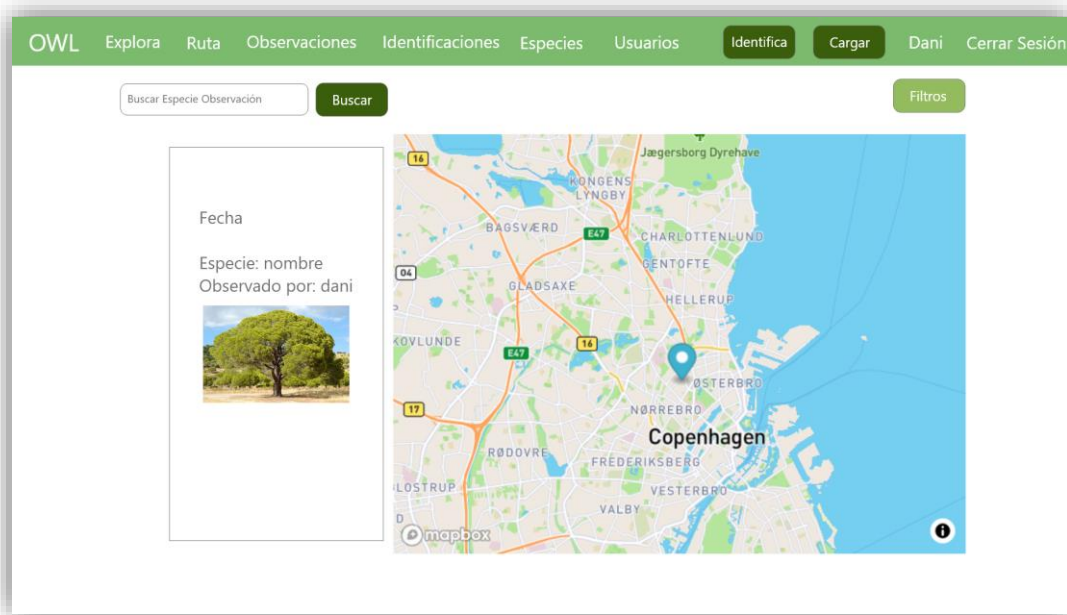 OWL Explora Ruta Observaciones Identificaciones Especies Usuarios Identifica Cargar Dani Cerrar Sesión
Buscar Especie Observación Buscar Filtros
Fecha
Especie: nombre
Observado por: dani
16
Jægersborg Dyrehave
KONGENS
LYNGBY
BAGSVÆRD
E47
CHARLOTTENLUND
04
GENTOFTE
GLADSAXE
HELLERUP
KOVLUNDE
16
E47
ØSTERBRO
17
NØRREBRO
Copenhagen
RØDOVRE
FREDERIKSBERG
LOSTRUP
VESTERBRO
VALBY
D
mapbox